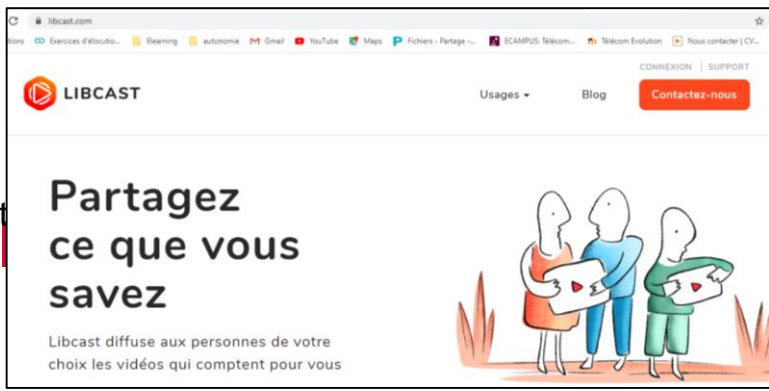 libcast.com
Exercices d'élocutio... Elearning autonomie Gmail YouTube Maps Fichiers - Partage -... ECAMPUS: Télécom... Télécom Evolution Nous contacter | CV...
CONNEXION | SUPPORT
LIBCAST Usages Blog Contactez-nous
Partagez
ce que vous
savez
Libcast diffuse aux personnes de votre
choix les vidéos qui comptent pour vous